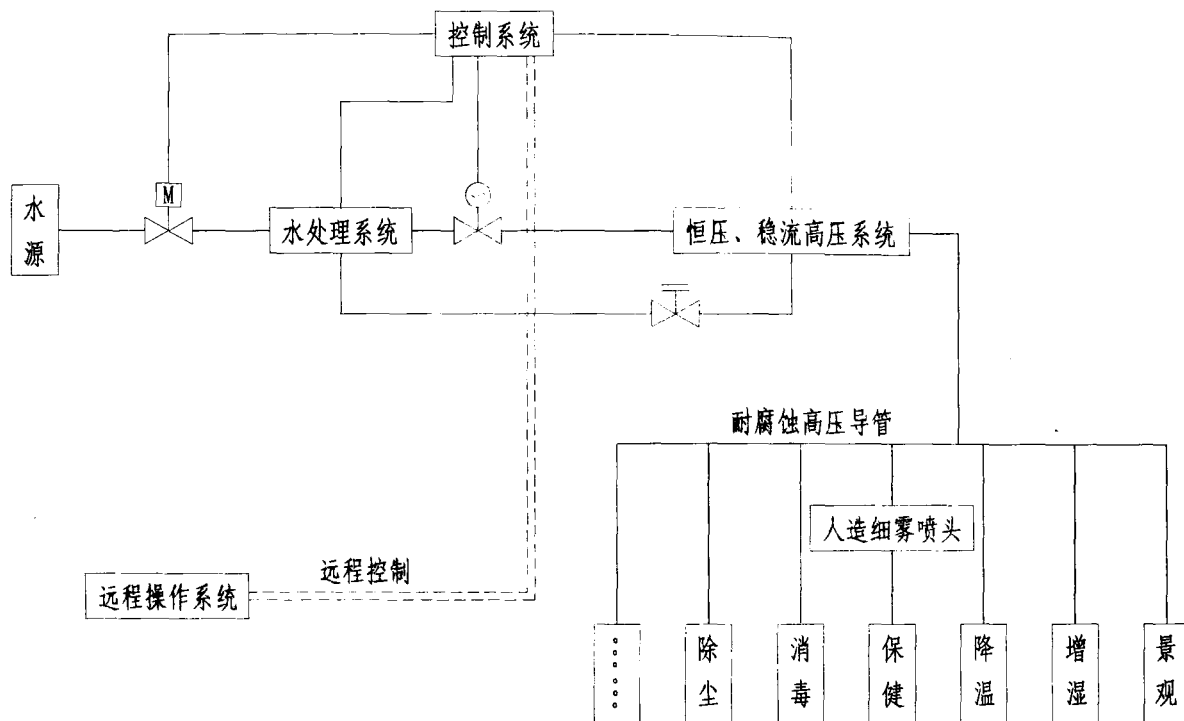 控制系统
M
水源
水处理系统
恒压、稳流高压系统
耐腐蚀高压导管
人造细雾喷头
远程控制
远程操作系统
除尘
消毒
保健
降温
增湿
景观